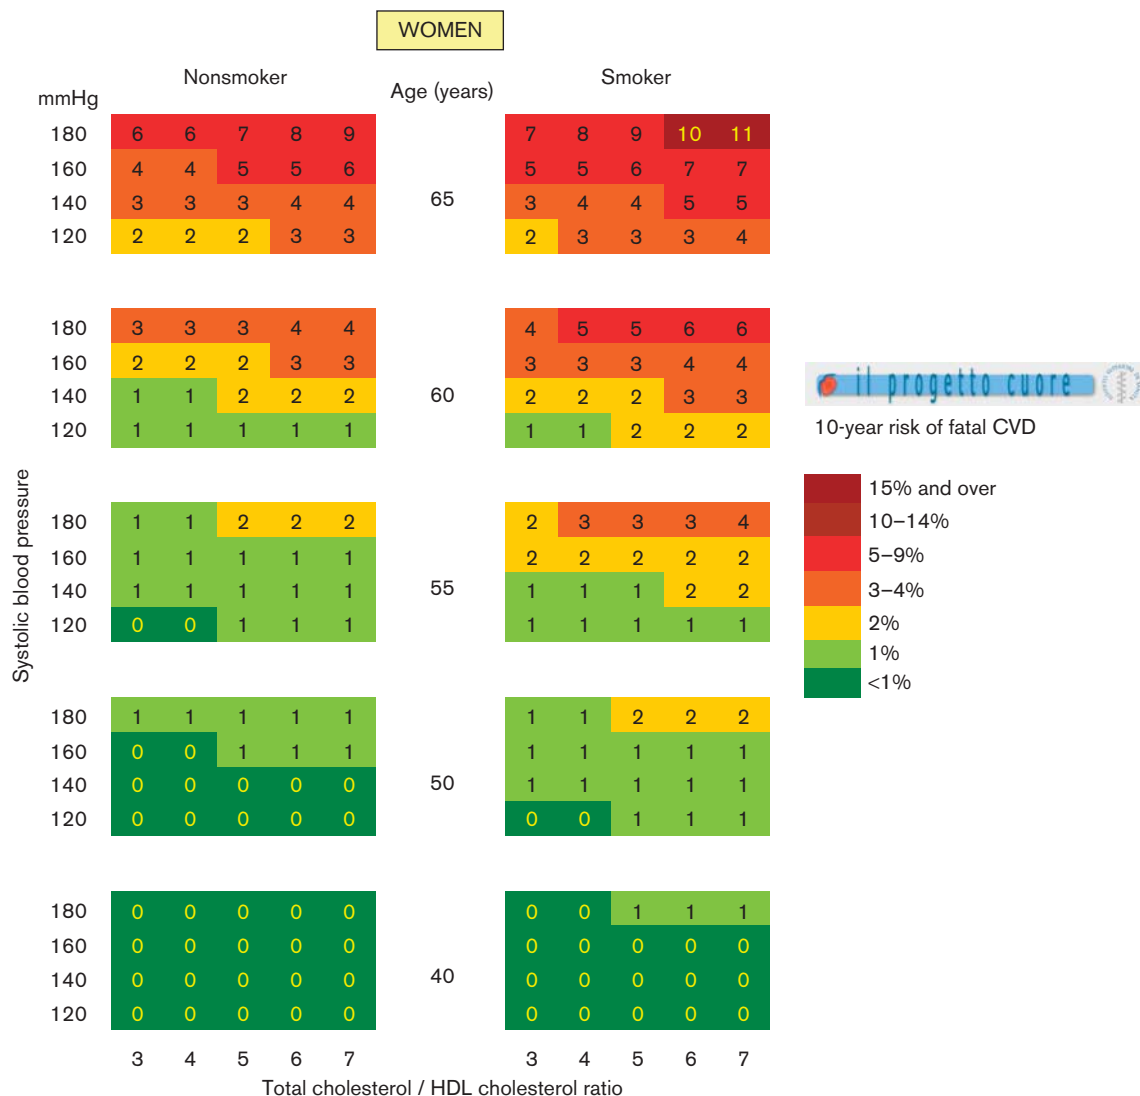 WOMEN
Nonsmoker
Smoker
mmHg
Age (years)
180 6 6 7 8 9 7 8 9 10 11
160 4 4 5 5 6 5 5 6 7 7
65
140 3 3 3 4 4 3 4 4 5 5
120 2 2 2 3 3 2 3 3 3 4
180 3 3 3 4 4 4 5 5 6 6
160 2 2 2 3 3 3 3 3 4 4
60
140 1 1 2 2 2 2 2 2 3 3
120 1 1 1 1 1 1 1 2 2 2
il progetto cuore
10-year risk of fatal CVD
15% and over
10–14%
5–9%
3–4%
2%
1%
<1%
Systolic blood pressure
180 1 1 2 2 2 2 3 3 3 4
160 1 1 1 1 1 2 2 2 2 2
55
140 1 1 1 1 1 1 1 1 2 2
120 0 0 1 1 1 1 1 1 1 1
180 1 1 1 1 1 1 1 2 2 2
160 0 0 1 1 1 1 1 1 1 1
50
140 0 0 0 0 0 1 1 1 1 1
120 0 0 0 0 0 0 0 1 1 1
180 0 0 0 0 0 0 0 1 1 1
160 0 0 0 0 0 0 0 0 0 0
40
140 0 0 0 0 0 0 0 0 0 0
120 0 0 0 0 0 0 0 0 0 0
3 4 5 6 7 3 4 5 6 7
Total cholesterol / HDL cholesterol ratio